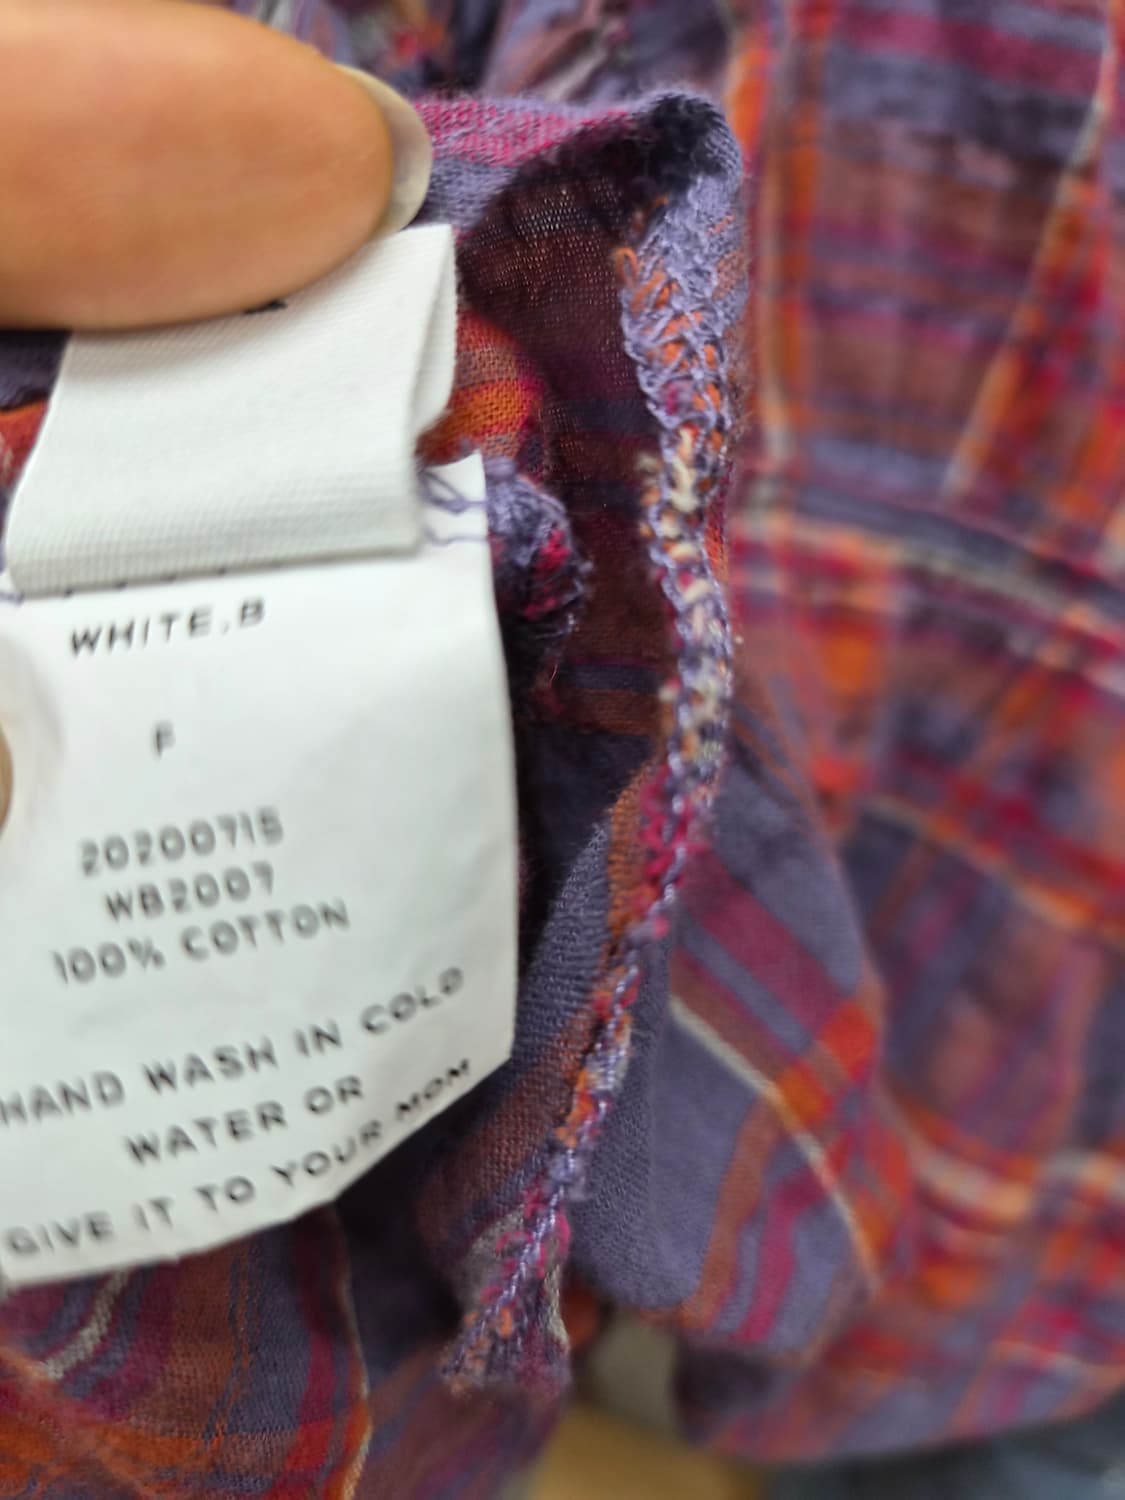 WHITE.B
F
20200715
WB2007
100% COTTON
HAND WASH IN COLD
WATER OR
GIVE IT TO YOUR MOM